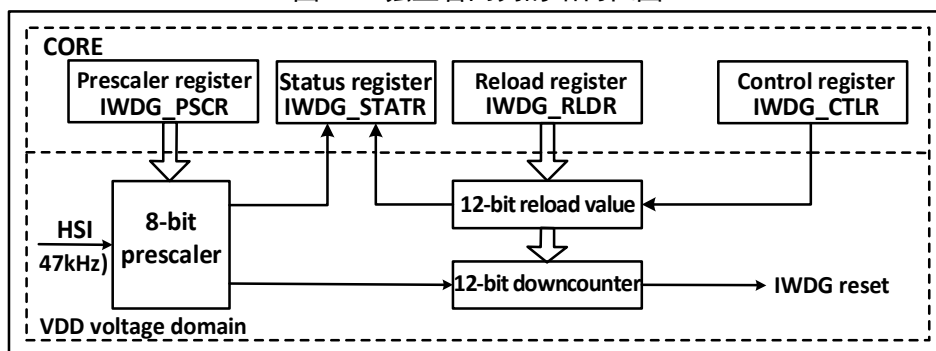 CORE
Prescaler register
IWDG_PSCR
Status register
IWDG_STATR
Reload register
IWDG_RLDR
Control register
IWDG_CTLR
HSI
47kHz)
8-bit
prescaler
12-bit reload value
12-bit downcounter
IWDG reset
VDD voltage domain